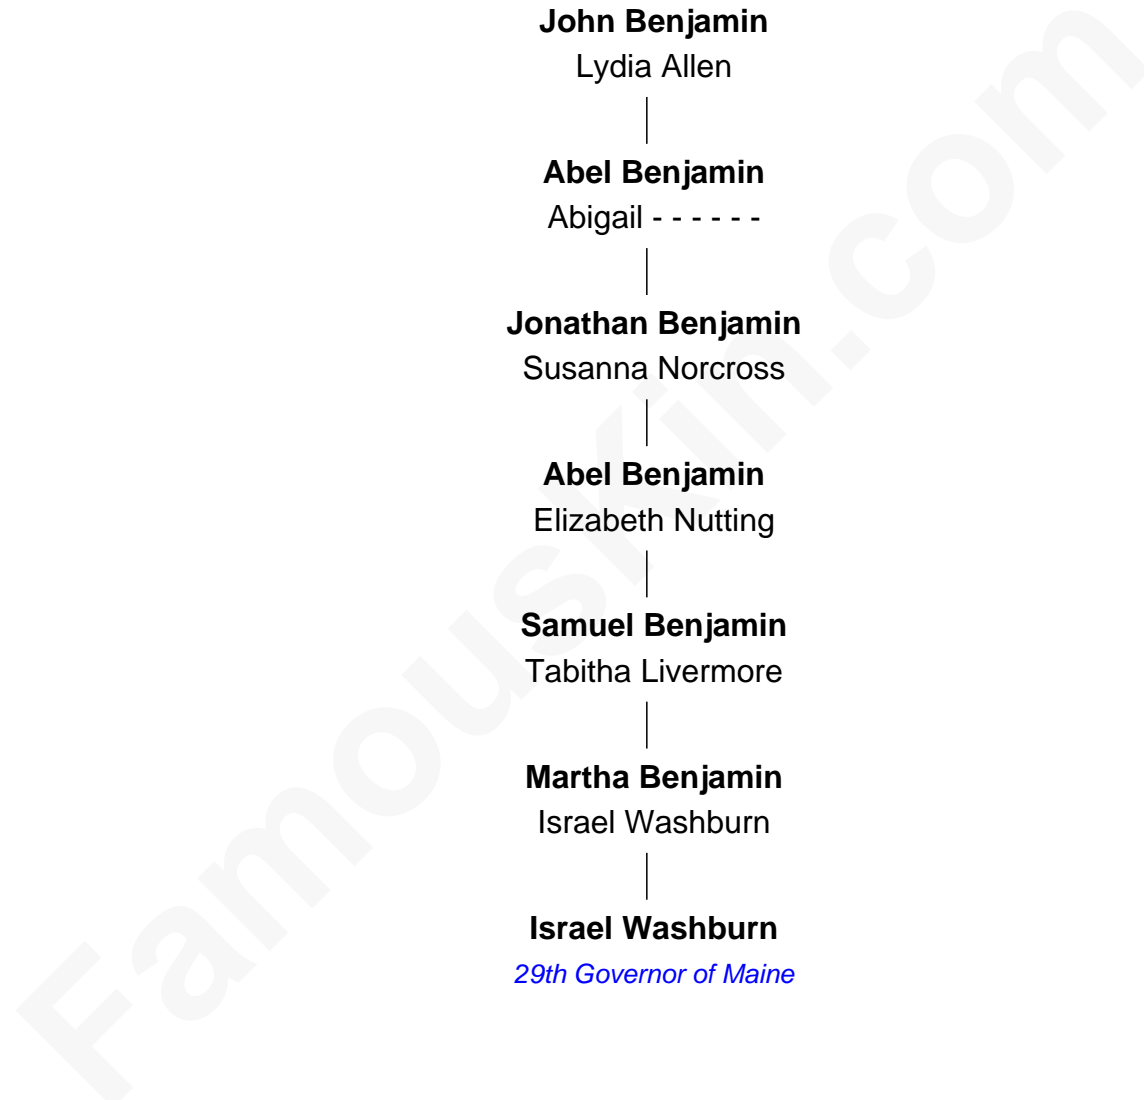 John Benjamin
Lydia Allen
Abel Benjamin
Abigail - - - - - -
Jonathan Benjamin
Susanna Norcross
Abel Benjamin
Elizabeth Nutting
Samuel Benjamin
Tabitha Livermore
Martha Benjamin
Israel Washburn
Israel Washburn
29th Governor of Maine
FamousKin.com